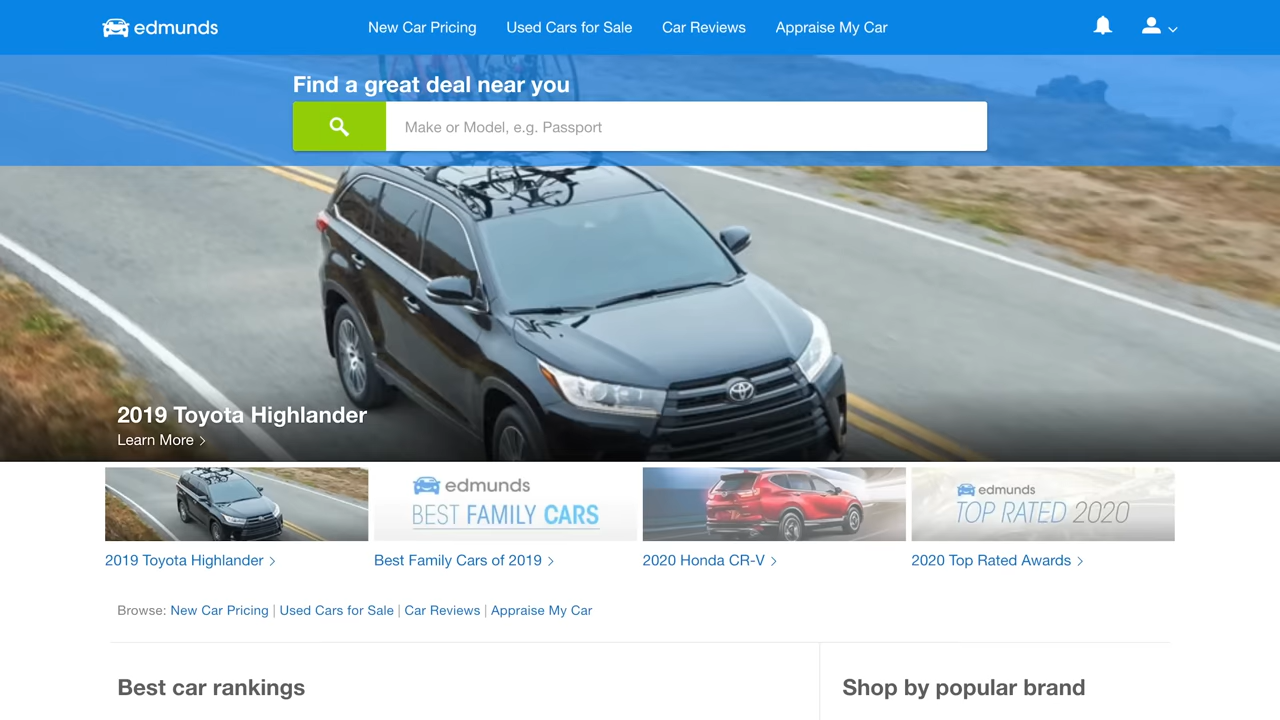 edmunds
New Car Pricing
Used Cars for Sale
Car Reviews
Appraise My Car
Find a great deal near you
Make or Model, e.g. Passport
2019 Toyota Highlander
Learn More
edmunds
BEST FAMILY CARS
edmunds
TOP RATED 2020
2019 Toyota Highlander
Best Family Cars of 2019
2020 Honda CR-V
2020 Top Rated Awards
Browse: New Car Pricing | Used Cars for Sale | Car Reviews | Appraise My Car
Best car rankings
Shop by popular brand